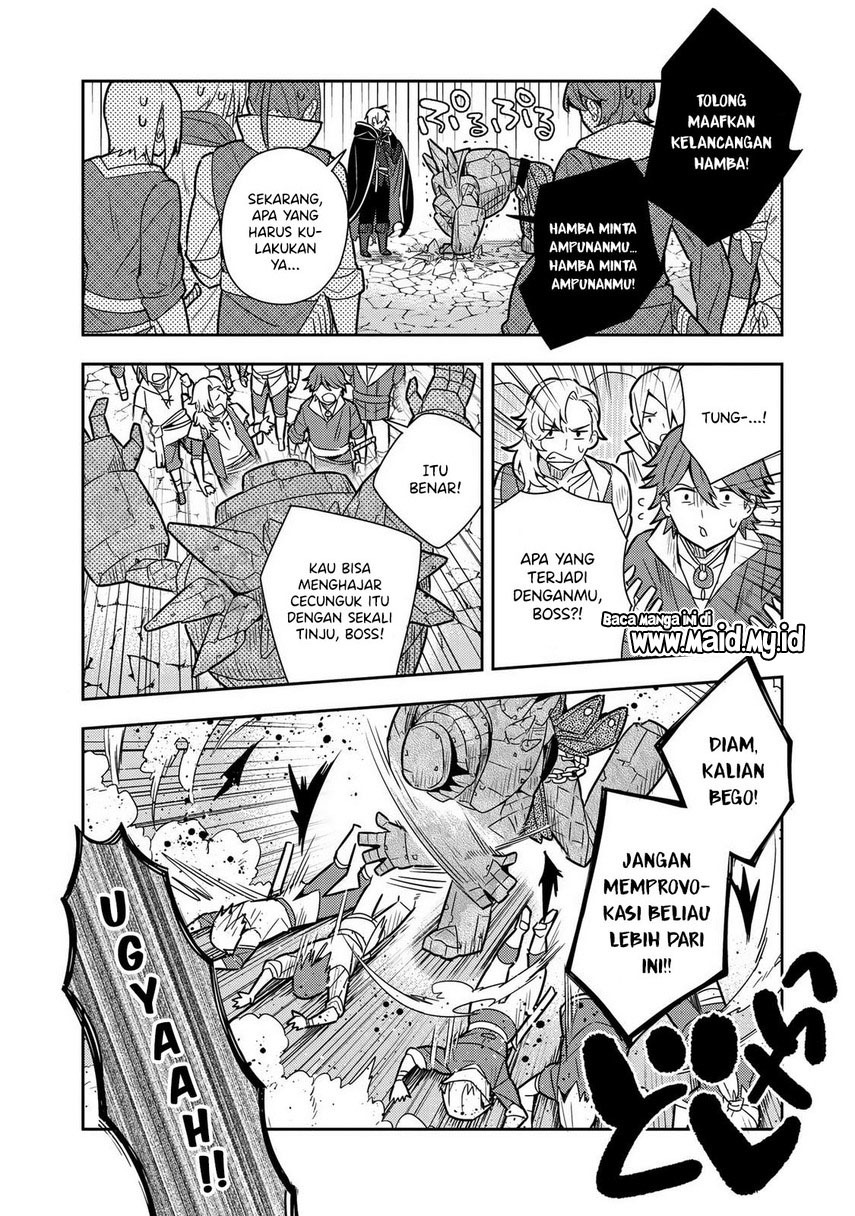 TOLONG
MAAFKAN
KELANCANGAN
HAMBA!
ぷるぷる
HAMBA MINTA
AMPUNANMU...
HAMBA MINTA
AMPUNANMU!
SEKARANG,
APA YANG
HARUS KU-
LAKUKAN
YA...
TUNG-...!
APA YANG
TERJADI
DENGANMU,
BOSS?!
Baca Manga ini di
www.Maid.My.id
ITU
BENAR!
KAU BISA
MENGHAJAR
CECUNGUK ITU
DENGAN SEKALI
TINJU, BOSS!
DIAM,
KALIAN
BEGO!
JANGAN
MEMPROVO-
KASI BELIAU
LEBIH DARI
INI!!
どしゃっ
UGYAAH!!